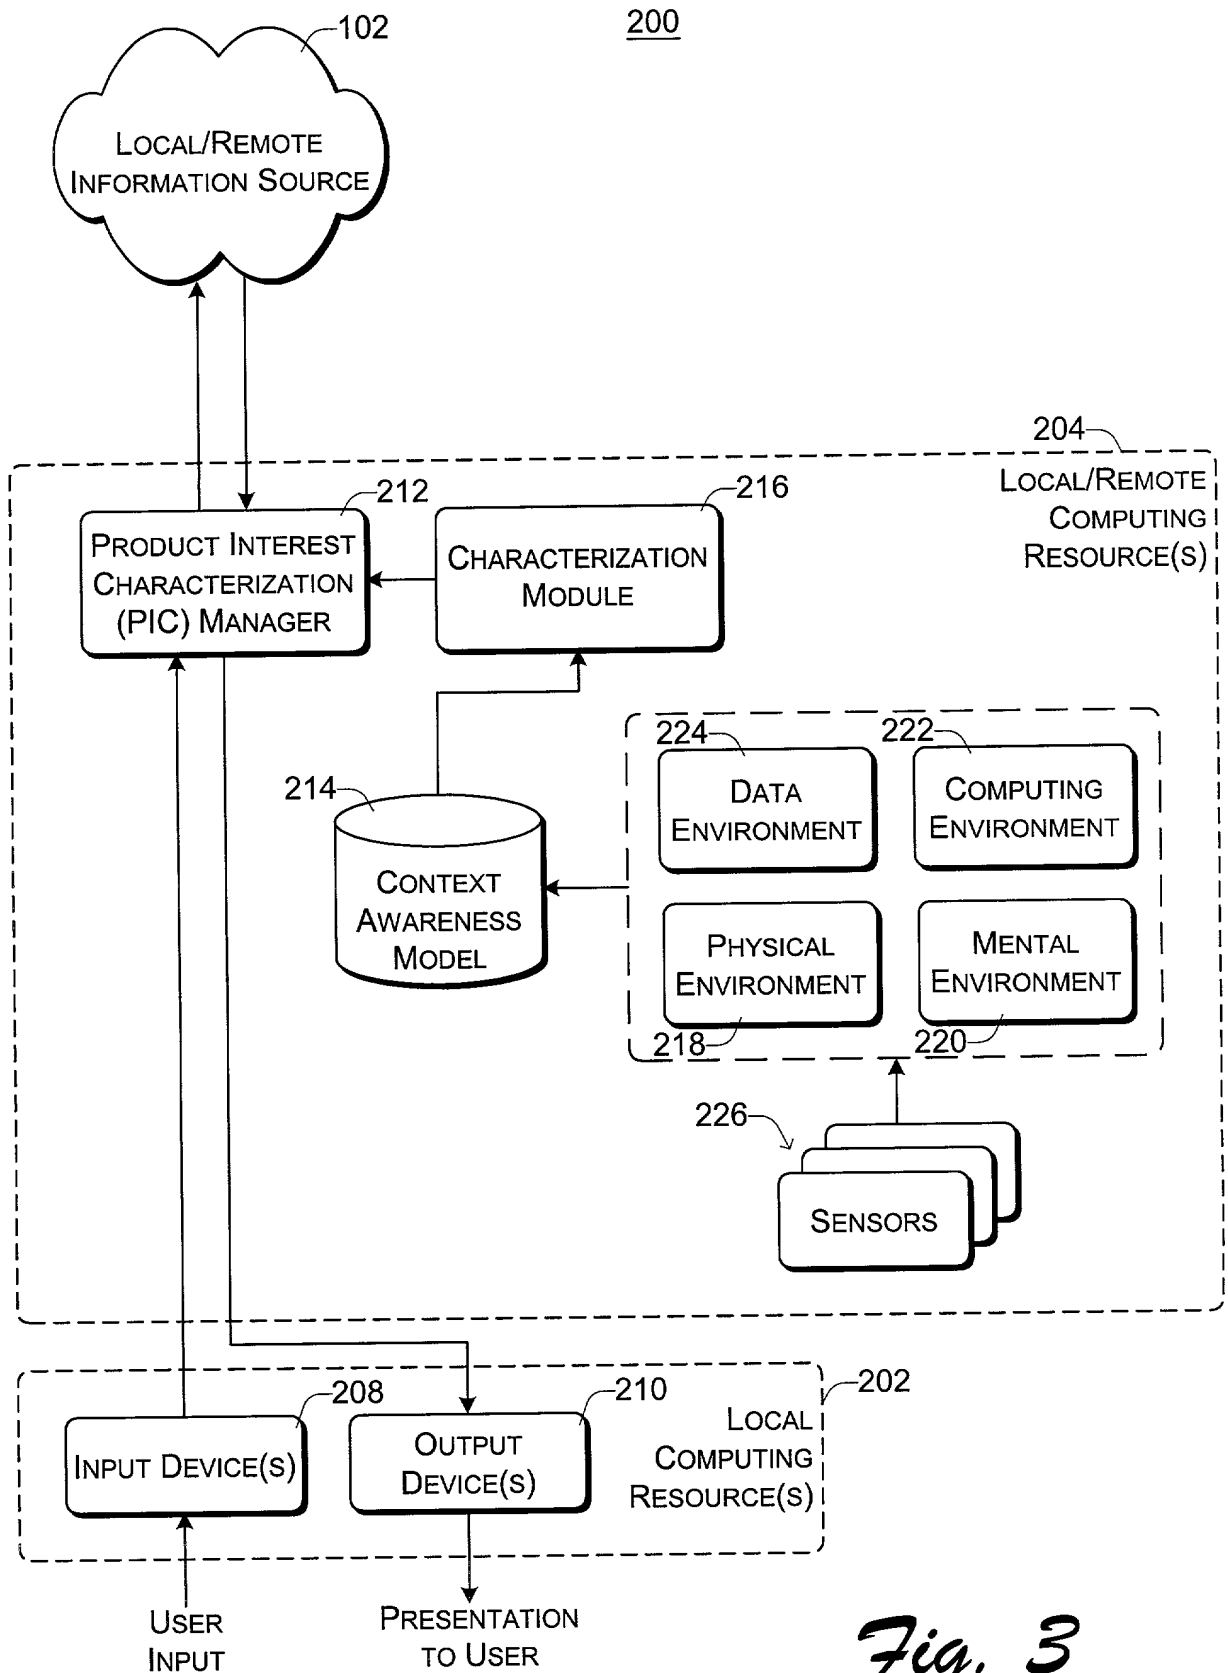 200
102
LOCAL/REMOTE
INFORMATION SOURCE
204
LOCAL/REMOTE
COMPUTING
RESOURCE(S)
212
PRODUCT INTEREST
CHARACTERIZATION
(PIC) MANAGER
216
CHARACTERIZATION
MODULE
224
DATA
ENVIRONMENT
222
COMPUTING
ENVIRONMENT
214
CONTEXT
AWARENESS
MODEL
PHYSICAL
ENVIRONMENT
218
MENTAL
ENVIRONMENT
220
226
SENSORS
202
LOCAL
COMPUTING
RESOURCE(S)
208
INPUT DEVICE(S)
210
OUTPUT
DEVICE(S)
USER
INPUT
PRESENTATION
TO USER
Fig. 3